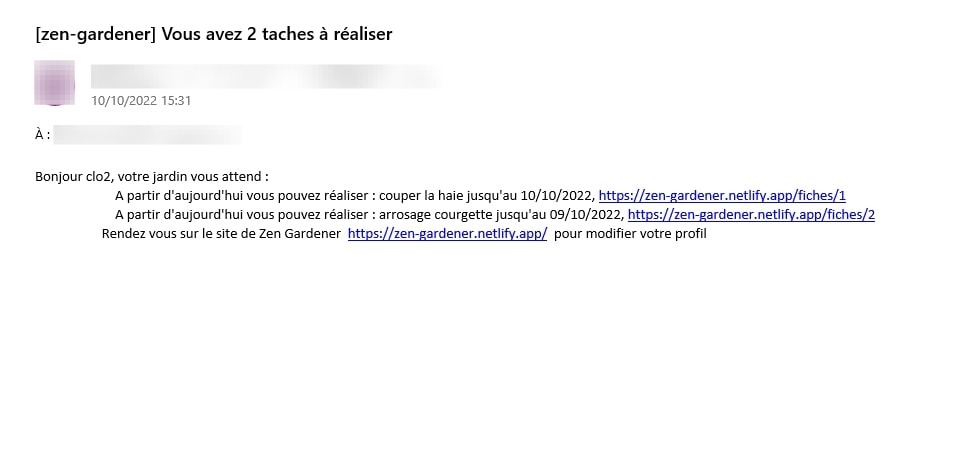 [zen-gardener] Vous avez 2 taches à réaliser
10/10/2022 15:31
À :
Bonjour clo2, votre jardin vous attend :
A partir d'aujourd'hui vous pouvez réaliser : couper la haie jusqu'au 10/10/2022, https://zen-gardener.netlify.app/fiches/1
A partir d'aujourd'hui vous pouvez réaliser : arrosage courgette jusqu'au 09/10/2022, https://zen-gardener.netlify.app/fiches/2
Rendez vous sur le site de Zen Gardener https://zen-gardener.netlify.app/ pour modifier votre profil